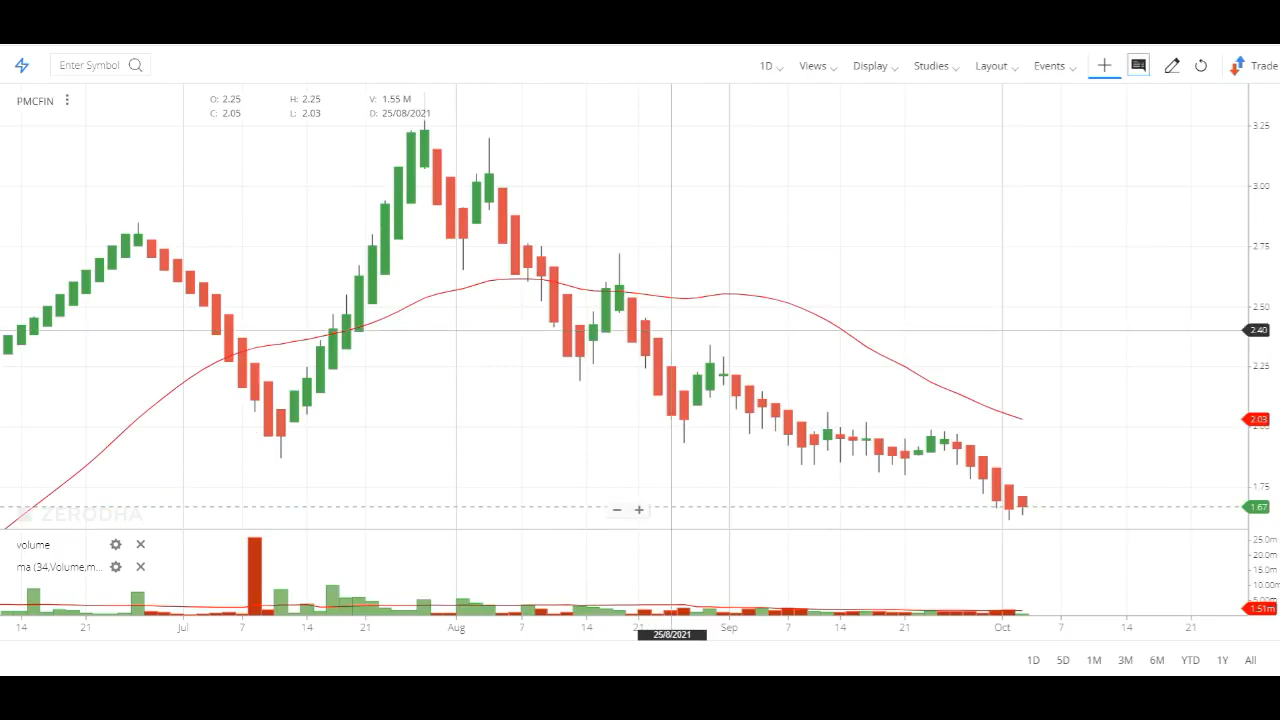 Enter Symbol 1D Views Display Studies Layout Events Trade
PMCFIN O: 2.25 H: 2.25 V: 1.55 M
C: 2.05 L: 2.03 D: 25/08/2021
3.25
3.00
2.75
2.50
2.40
2.25
2.03
1.75
1.67
ZERODHA
volume
ma (34,Volume,m...
25.0m
20.0m
15.0m
10.00m
1.51m
14 21 Jul 7 14 21 Aug 7 14 21 Sep 7 14 21 Oct 7 14 21
25/8/2021
1D 5D 1M 3M 6M YTD 1Y All